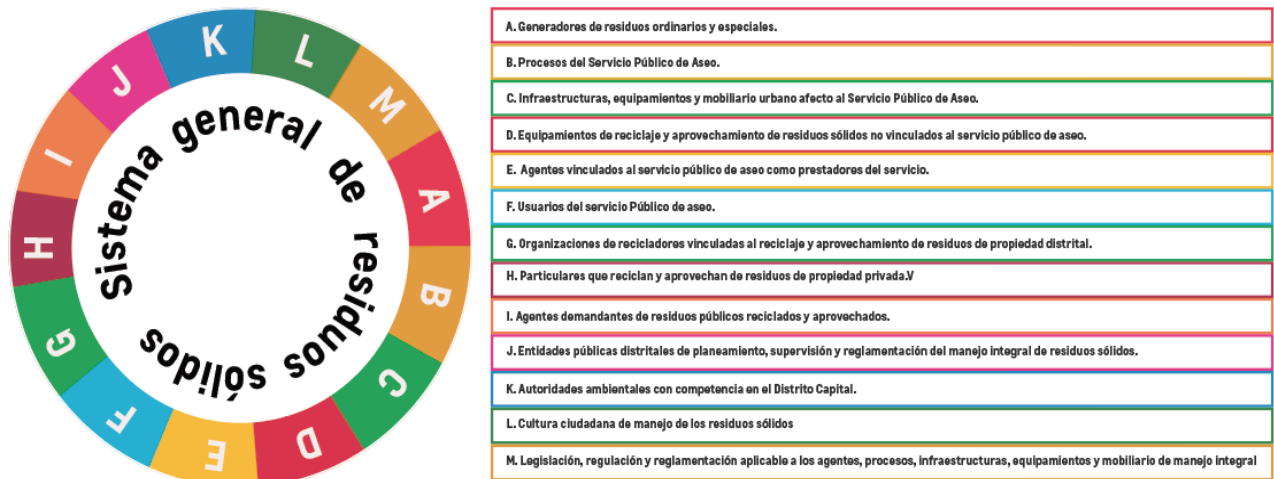 K
L
J
M
I
A
H
B
G
C
F
D
E
Sistema general de residuos sólidos
A. Generadores de residuos ordinarios y especiales.
B. Procesos del Servicio Público de Aseo.
C. Infraestructuras, equipamientos y mobiliario urbano afecto al Servicio Público de Aseo.
D. Equipamientos de reciclaje y aprovechamiento de residuos sólidos no vinculados al servicio público de aseo.
E. Agentes vinculados al servicio público de aseo como prestadores del servicio.
F. Usuarios del servicio Público de aseo.
G. Organizaciones de recicladores vinculadas al reciclaje y aprovechamiento de residuos de propiedad distrital.
H. Particulares que reciclan y aprovechan de residuos de propiedad privada.V
I. Agentes demandantes de residuos públicos reciclados y aprovechados.
J. Entidades públicas distritales de planeamiento, supervisión y reglamentación del manejo integral de residuos sólidos.
K. Autoridades ambientales con competencia en el Distrito Capital.
L. Cultura ciudadana de manejo de los residuos sólidos
M. Legislación, regulación y reglamentación aplicable a los agentes, procesos, infraestructuras, equipamientos y mobiliario de manejo integral